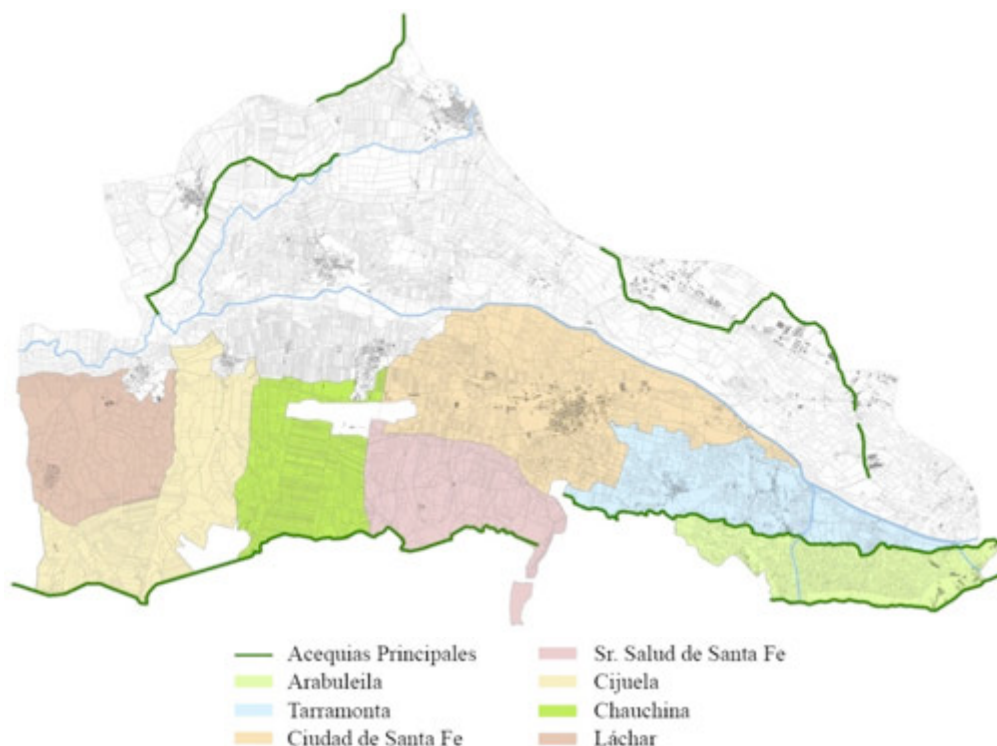 Acequias Principales
Arabuleila
Tarramonta
Ciudad de Santa Fe
Sr. Salud de Santa Fe
Cijuela
Chauchina
Láchar